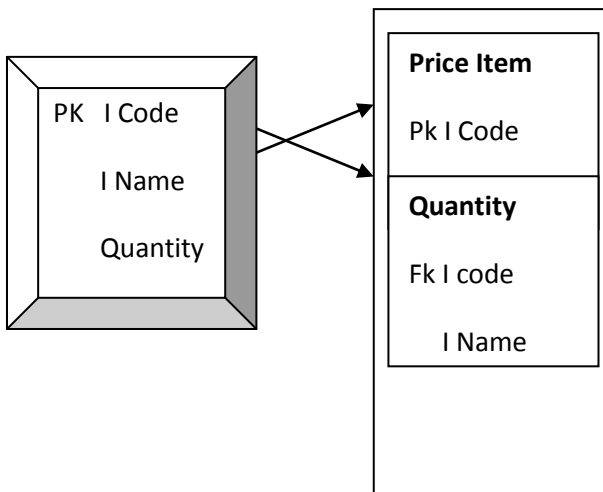 PK I Code
I Name
Quantity
Price Item
Pk I Code
Quantity
Fk I code
I Name